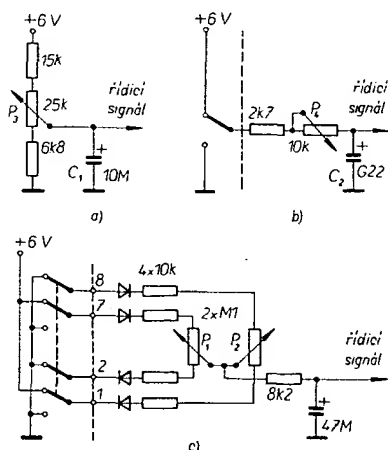 +6 V
15k
P3
25k
6k8
řídicí
signál
+
C1
10M
a)
+6 V
2k7
P4
10k
řídicí
signál
+
C2
G22
b)
+6 V
8
4×10k
7
2×M1
P1
P2
2
1
řídicí
signál
8k2
+
47M
c)